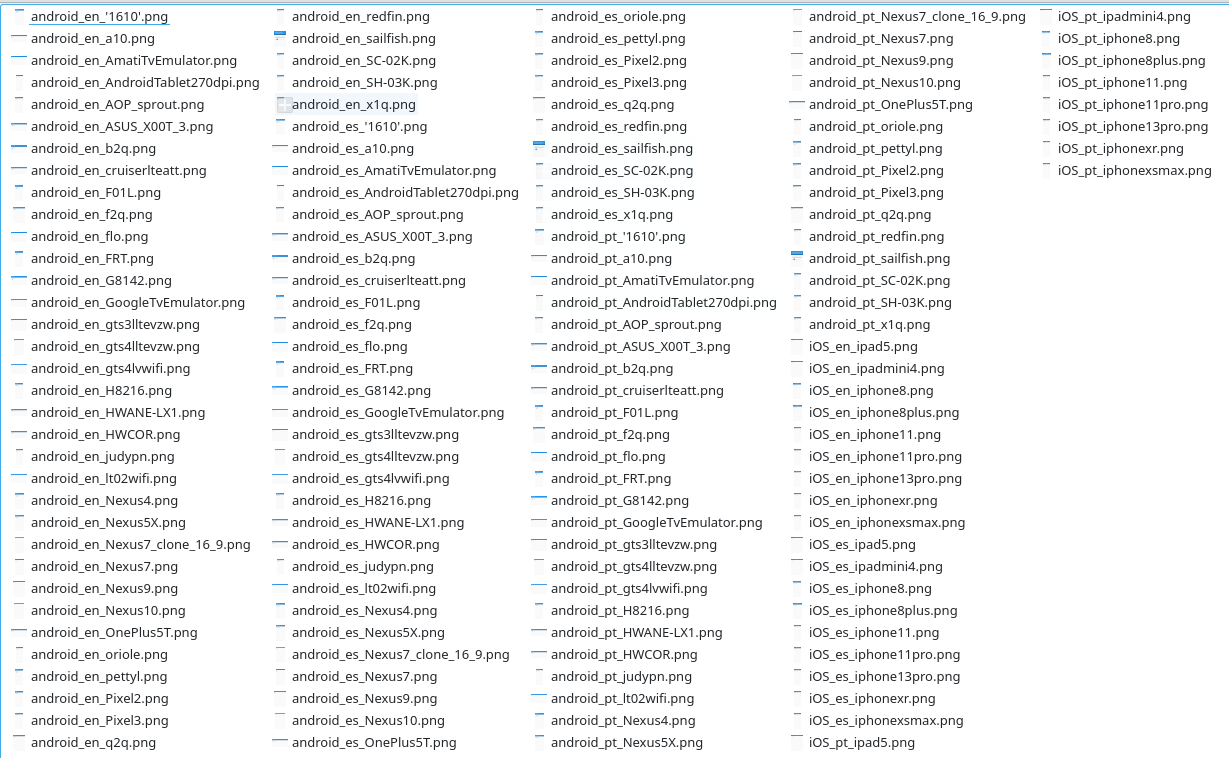 android_en_'1610'.png
android_en_a10.png
android_en_AmatiTvEmulator.png
android_en_AndroidTablet270dpi.png
android_en_AOP_sprout.png
android_en_ASUS_X00T_3.png
android_en_b2q.png
android_en_cruiserlteatt.png
android_en_F01L.png
android_en_f2q.png
android_en_flo.png
android_en_FRT.png
android_en_G8142.png
android_en_GoogleTvEmulator.png
android_en_gts3lltevzw.png
android_en_gts4lltevzw.png
android_en_gts4lvwifi.png
android_en_H8216.png
android_en_HWANE-LX1.png
android_en_HWCOR.png
android_en_judypn.png
android_en_lt02wifi.png
android_en_Nexus4.png
android_en_Nexus5X.png
android_en_Nexus7_clone_16_9.png
android_en_Nexus7.png
android_en_Nexus9.png
android_en_Nexus10.png
android_en_OnePlus5T.png
android_en_oriole.png
android_en_pettyl.png
android_en_Pixel2.png
android_en_Pixel3.png
android_en_q2q.png
android_en_redfin.png
android_en_sailfish.png
android_en_SC-02K.png
android_en_SH-03K.png
android_en_x1q.png
android_es_'1610'.png
android_es_a10.png
android_es_AmatiTvEmulator.png
android_es_AndroidTablet270dpi.png
android_es_AOP_sprout.png
android_es_ASUS_X00T_3.png
android_es_b2q.png
android_es_cruiserlteatt.png
android_es_F01L.png
android_es_f2q.png
android_es_flo.png
android_es_FRT.png
android_es_G8142.png
android_es_GoogleTvEmulator.png
android_es_gts3lltevzw.png
android_es_gts4lltevzw.png
android_es_gts4lvwifi.png
android_es_H8216.png
android_es_HWANE-LX1.png
android_es_HWCOR.png
android_es_judypn.png
android_es_lt02wifi.png
android_es_Nexus4.png
android_es_Nexus5X.png
android_es_Nexus7_clone_16_9.png
android_es_Nexus7.png
android_es_Nexus9.png
android_es_Nexus10.png
android_es_OnePlus5T.png
android_es_oriole.png
android_es_pettyl.png
android_es_Pixel2.png
android_es_Pixel3.png
android_es_q2q.png
android_es_redfin.png
android_es_sailfish.png
android_es_SC-02K.png
android_es_SH-03K.png
android_es_x1q.png
android_pt_'1610'.png
android_pt_a10.png
android_pt_AmatiTvEmulator.png
android_pt_AndroidTablet270dpi.png
android_pt_AOP_sprout.png
android_pt_ASUS_X00T_3.png
android_pt_b2q.png
android_pt_cruiserlteatt.png
android_pt_F01L.png
android_pt_f2q.png
android_pt_flo.png
android_pt_FRT.png
android_pt_G8142.png
android_pt_GoogleTvEmulator.png
android_pt_gts3lltevzw.png
android_pt_gts4lltevzw.png
android_pt_gts4lvwifi.png
android_pt_H8216.png
android_pt_HWANE-LX1.png
android_pt_HWCOR.png
android_pt_judypn.png
android_pt_lt02wifi.png
android_pt_Nexus4.png
android_pt_Nexus5X.png
android_pt_Nexus7_clone_16_9.png
android_pt_Nexus7.png
android_pt_Nexus9.png
android_pt_Nexus10.png
android_pt_OnePlus5T.png
android_pt_oriole.png
android_pt_pettyl.png
android_pt_Pixel2.png
android_pt_Pixel3.png
android_pt_q2q.png
android_pt_redfin.png
android_pt_sailfish.png
android_pt_SC-02K.png
android_pt_SH-03K.png
android_pt_x1q.png
iOS_en_ipad5.png
iOS_en_ipadmini4.png
iOS_en_iphone8.png
iOS_en_iphone8plus.png
iOS_en_iphone11.png
iOS_en_iphone11pro.png
iOS_en_iphone13pro.png
iOS_en_iphonexr.png
iOS_en_iphonexsmax.png
iOS_es_ipad5.png
iOS_es_ipadmini4.png
iOS_es_iphone8.png
iOS_es_iphone8plus.png
iOS_es_iphone11.png
iOS_es_iphone11pro.png
iOS_es_iphone13pro.png
iOS_es_iphonexr.png
iOS_es_iphonexsmax.png
iOS_pt_ipad5.png
iOS_pt_ipadmini4.png
iOS_pt_iphone8.png
iOS_pt_iphone8plus.png
iOS_pt_iphone11.png
iOS_pt_iphone11pro.png
iOS_pt_iphone13pro.png
iOS_pt_iphonexr.png
iOS_pt_iphonexsmax.png